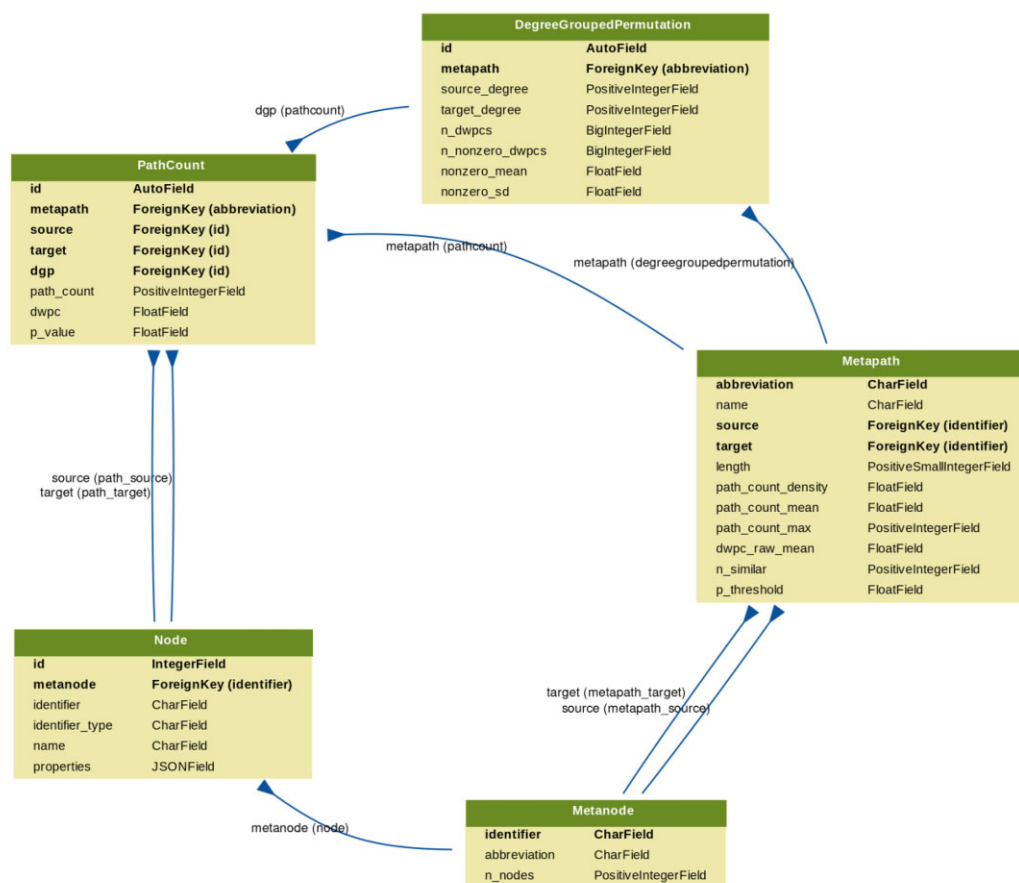 DegreeGroupedPermutation
id AutoField
metapath ForeignKey (abbreviation)
source_degree PositiveIntegerField
target_degree PositiveIntegerField
n_dwpcs BigIntegerField
n_nonzero_dwpcs BigIntegerField
nonzero_mean FloatField
nonzero_sd FloatField
dgp (pathcount)
PathCount
id AutoField
metapath ForeignKey (abbreviation)
source ForeignKey (id)
target ForeignKey (id)
dgp ForeignKey (id)
path_count PositiveIntegerField
dwpc FloatField
p_value FloatField
metapath (pathcount)
metapath (degreegroupedpermutation)
Metapath
abbreviation CharField
name CharField
source ForeignKey (identifier)
target ForeignKey (identifier)
length PositiveSmallIntegerField
path_count_density FloatField
path_count_mean FloatField
path_count_max PositiveIntegerField
dwpc_raw_mean FloatField
n_similar PositiveIntegerField
p_threshold FloatField
source (path_source)
target (path_target)
Node
id IntegerField
metanode ForeignKey (identifier)
identifier CharField
identifier_type CharField
name CharField
properties JSONField
target (metapath_target)
source (metapath_source)
metanode (node)
Metanode
identifier CharField
abbreviation CharField
n_nodes PositiveIntegerField